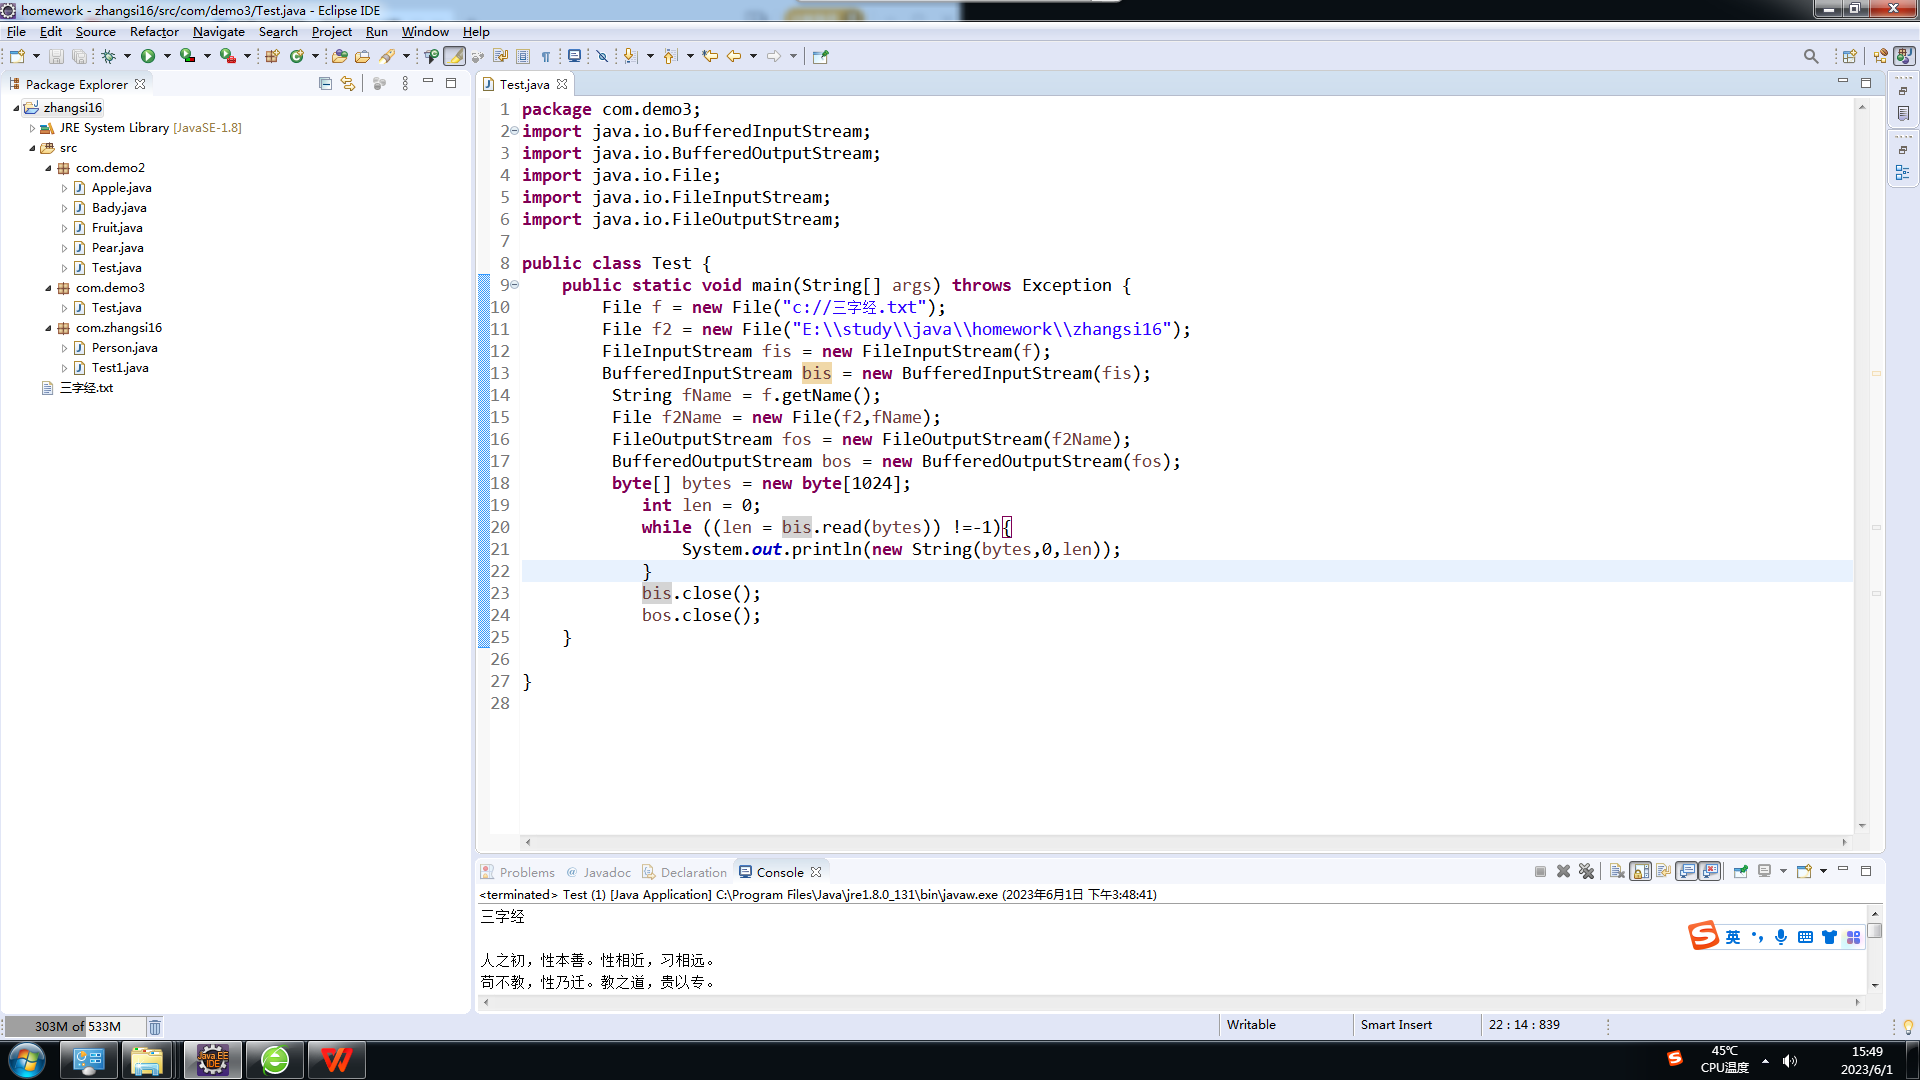 homework - zhangsi16/src/com/demo3/Test.java - Eclipse IDE
File Edit Source Refactor Navigate Search Project Run Window Help
Package Explorer
zhangsi16
JRE System Library [JavaSE-1.8]
src
com.demo2
Apple.java
Bady.java
Fruit.java
Pear.java
Test.java
com.demo3
Test.java
com.zhangsi16
Person.java
Test1.java
三字经.txt
Test.java
1 package com.demo3;
2 import java.io.BufferedInputStream;
3 import java.io.BufferedOutputStream;
4 import java.io.File;
5 import java.io.FileInputStream;
6 import java.io.FileOutputStream;
7
8 public class Test {
9     public static void main(String[] args) throws Exception {
10         File f = new File("c://三字经.txt");
11         File f2 = new File("E:\\study\\java\\homework\\zhangsi16");
12         FileInputStream fis = new FileInputStream(f);
13         BufferedInputStream bis = new BufferedInputStream(fis);
14          String fName = f.getName();
15          File f2Name = new File(f2,fName);
16          FileOutputStream fos = new FileOutputStream(f2Name);
17          BufferedOutputStream bos = new BufferedOutputStream(fos);
18          byte[] bytes = new byte[1024];
19             int len = 0;
20             while ((len = bis.read(bytes)) !=-1){
21                 System.out.println(new String(bytes,0,len));
22             }
23             bis.close();
24             bos.close();
25     }
26
27 }
28
Problems @ Javadoc Declaration Console
<terminated> Test (1) [Java Application] C:\Program Files\Java\jre1.8.0_131\bin\javaw.exe (2023年6月1日 下午3:48:41)
三字经
人之初，性本善。性相近，习相远。
苟不教，性乃迁。教之道，贵以专。
英
303M of 533M
Writable
Smart Insert
22 : 14 : 839
Java EE
IDE
45℃
CPU温度
15:49
2023/6/1